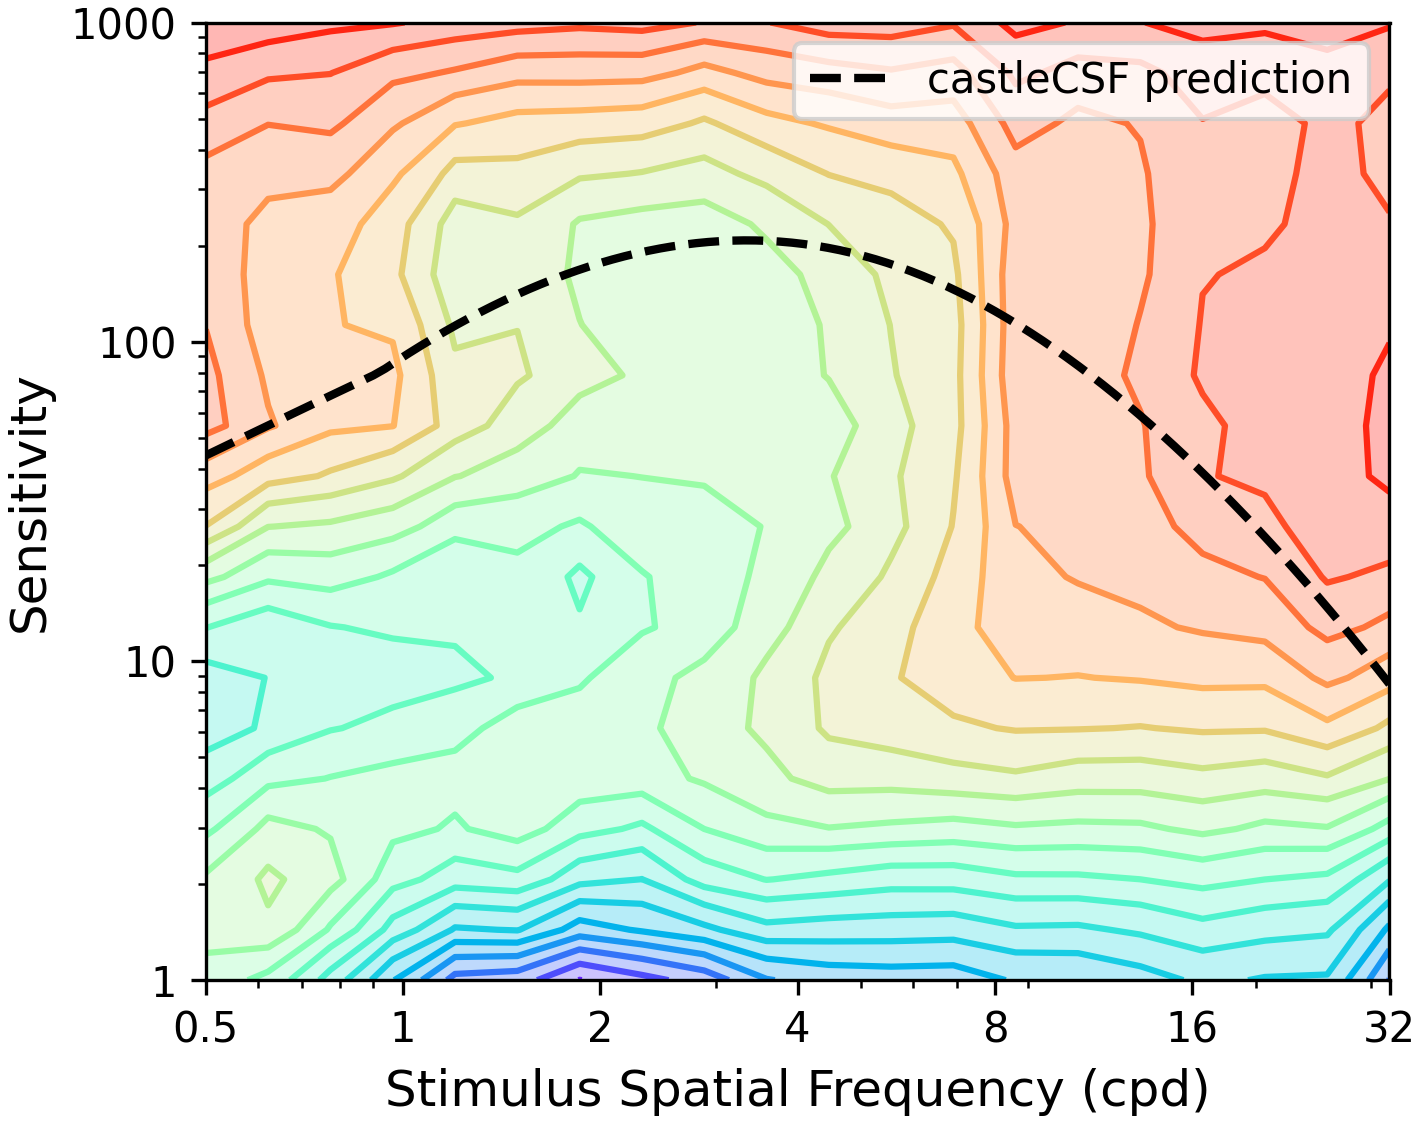 1000
100
10
1
Sensitivity
castleCSF prediction
0.5 1 2 4 8 16 32
Stimulus Spatial Frequency (cpd)